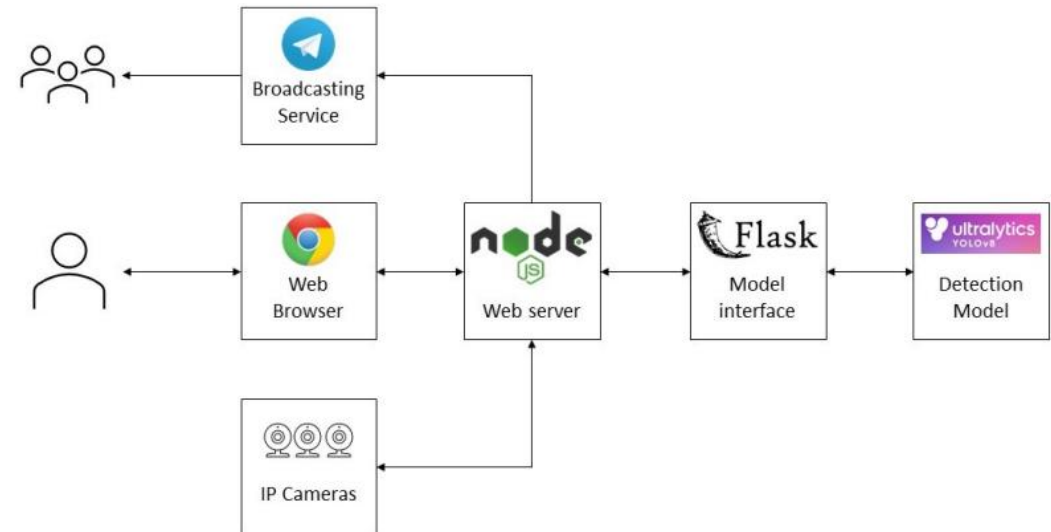 Broadcasting
Service
Web
Browser
node
JS
Web server
Flask
Model
interface
ultralytics
YOLOv8
Detection
Model
IP Cameras